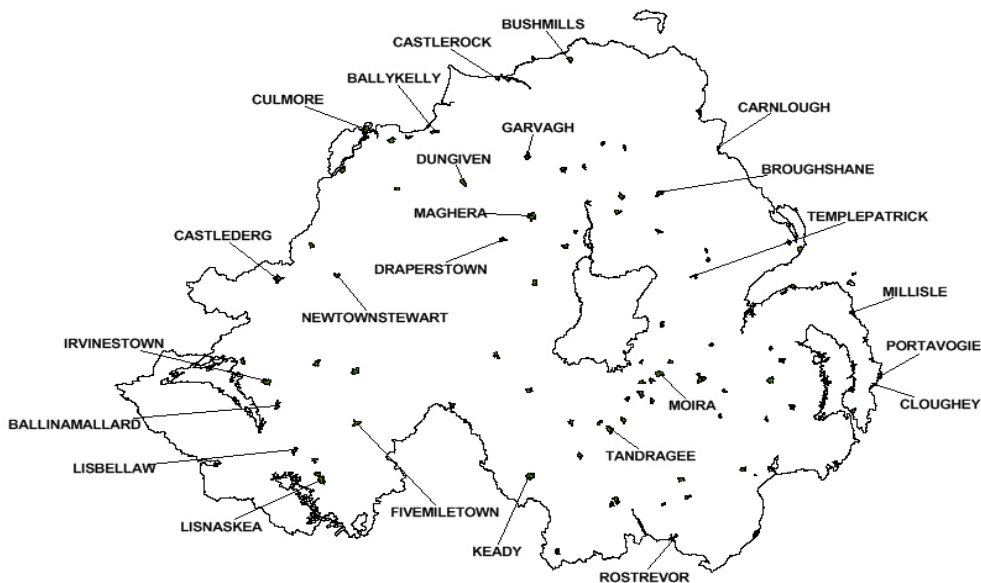 BUSHMILLS
CASTLEROCK
BALLYKELLY
CULMORE
CARNLOUGH
GARVAGH
DUNGIVEN
BROUGHSHANE
MAGHERA
TEMPLEPATRICK
CASTLEDERG
DRAPERSTOWN
MILLISLE
NEWTOWNSTEWART
IRVINESTOWN
PORTAVOGIE
MOIRA
CLOUGHEY
BALLINAMALLARD
TANDRAGEE
LISBELLAW
FIVEMILETOWN
LISNASKEA
KEADY
ROSTREVOR